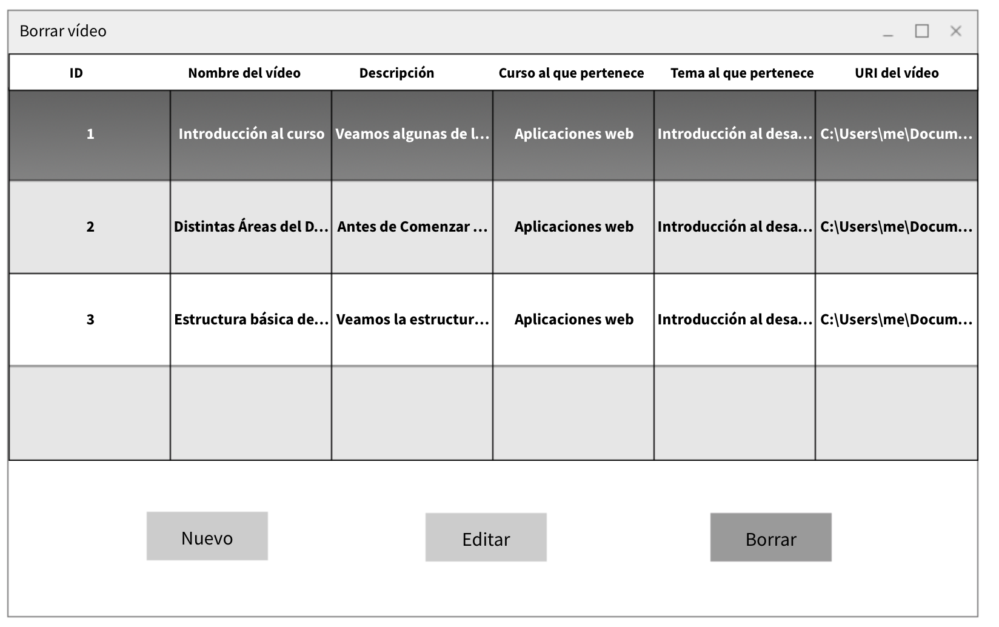 Borrar vídeo
ID Nombre del vídeo Descripción Curso al que pertenece Tema al que pertenece URI del vídeo
1 Introducción al curso Veamos algunas de l... Aplicaciones web Introducción al desa... C:\Users\me\Docum...
2 Distintas Áreas del D... Antes de Comenzar ... Aplicaciones web Introducción al desa... C:\Users\me\Docum...
3 Estructura básica de... Veamos la estructur... Aplicaciones web Introducción al desa... C:\Users\me\Docum...
Nuevo Editar Borrar